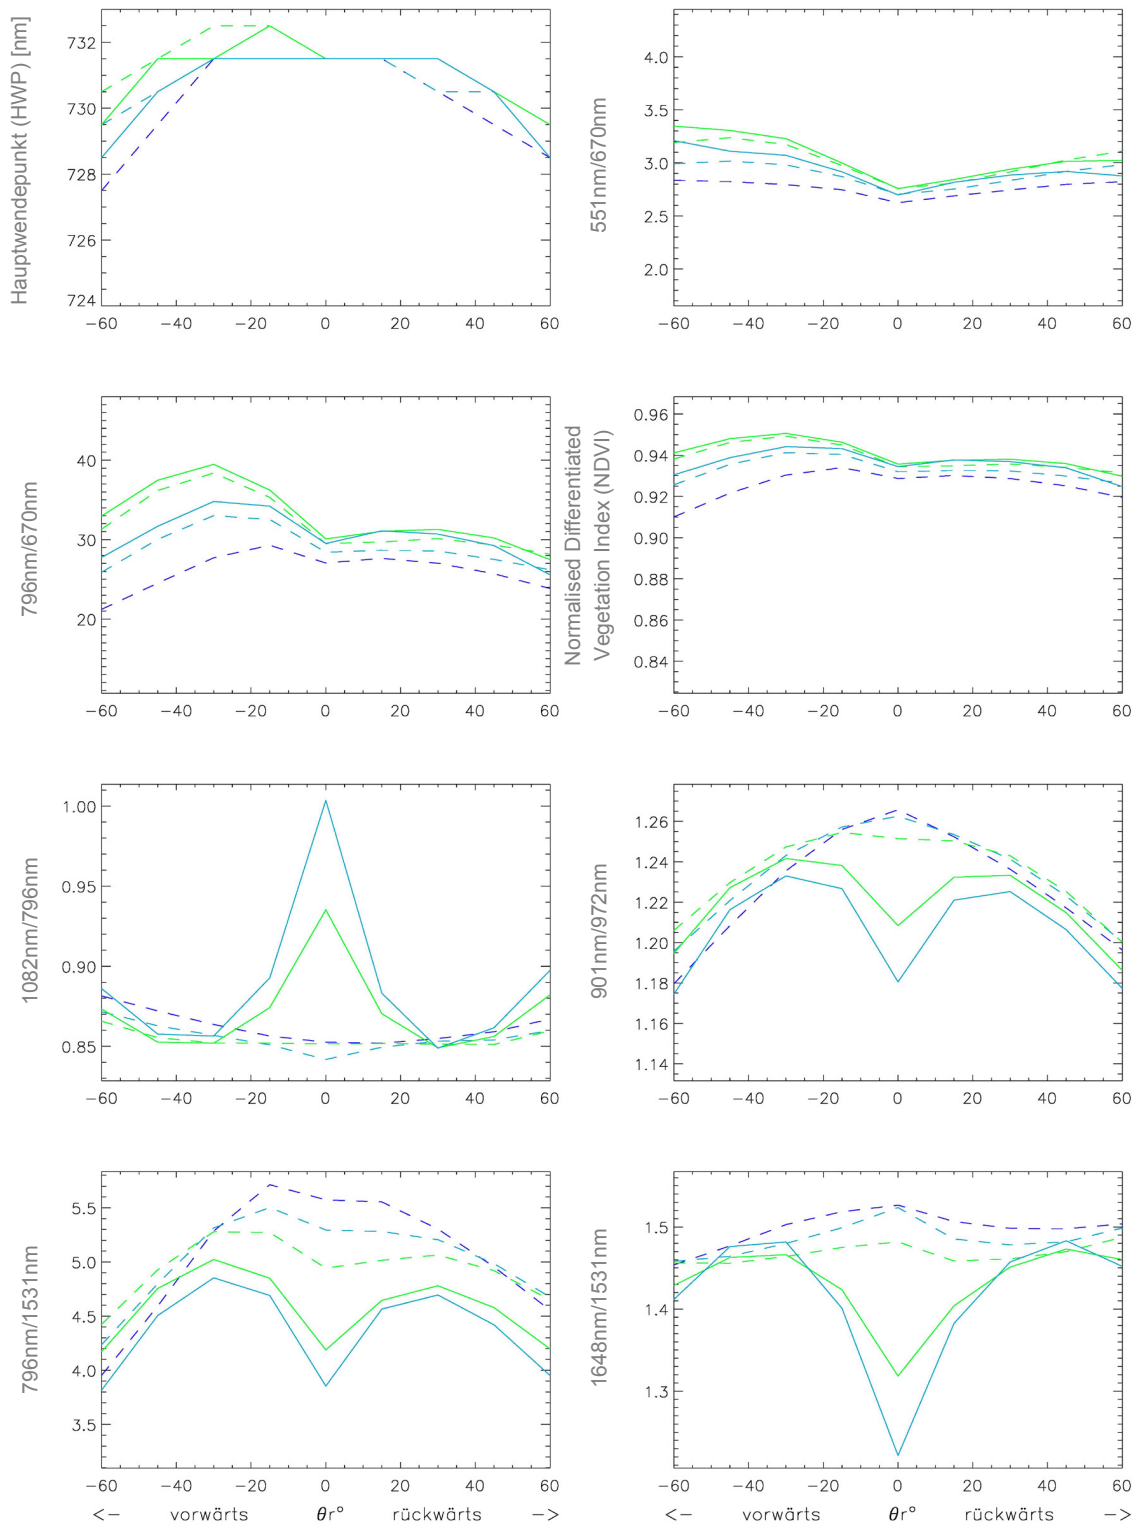 Hauptwendepunkt (HWP) [nm]
732
730
728
726
724
−60 −40 −20 0 20 40 60
551nm/670nm
4.0
3.5
3.0
2.5
2.0
−60 −40 −20 0 20 40 60
796nm/670nm
40
30
20
−60 −40 −20 0 20 40 60
Normalised Differentiated
Vegetation Index (NDVI)
0.96
0.94
0.92
0.90
0.88
0.86
0.84
−60 −40 −20 0 20 40 60
1082nm/796nm
1.00
0.95
0.90
0.85
−60 −40 −20 0 20 40 60
901nm/972nm
1.26
1.24
1.22
1.20
1.18
1.16
1.14
−60 −40 −20 0 20 40 60
796nm/1531nm
5.5
5.0
4.5
4.0
3.5
−60 −40 −20 0 20 40 60
<− vorwärts θr° rückwärts −>
1648nm/1531nm
1.5
1.4
1.3
−60 −40 −20 0 20 40 60
<− vorwärts θr° rückwärts −>